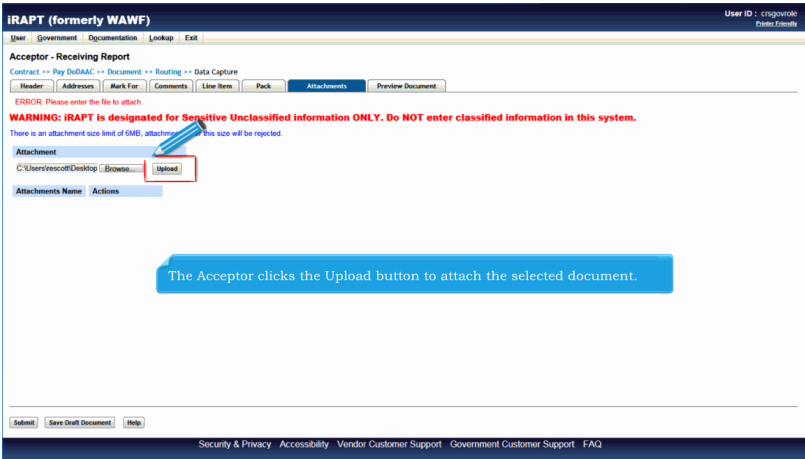 iRAPT (formerly WAWF)
User ID : crsgovrole
Printer Friendly
User Government Documentation Lookup Exit
Acceptor - Receiving Report
Contract >> Pay DoDAAC >> Document >> Routing >> Data Capture
Header Addresses Mark For Comments Line Item Pack Attachments Preview Document
ERROR: Please enter the file to attach.
WARNING: iRAPT is designated for Sensitive Unclassified information ONLY. Do NOT enter classified information in this system.
There is an attachment size limit of 6MB, attachmen this size will be rejected.
Attachment
C:\Users\rescott\Desktop Browse... Upload
Attachments Name Actions
The Acceptor clicks the Upload button to attach the selected document.
Submit Save Draft Document Help
Security & Privacy Accessibility Vendor Customer Support Government Customer Support FAQ